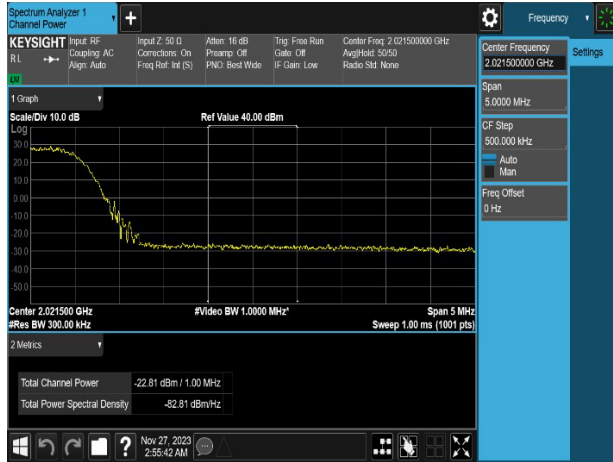 Spectrum Analyzer 1
Channel Power
Frequency
KEYSIGHT
R L
Input: RF
Coupling: AC
Align: Auto
Input Z: 50 Ω
Corrections: On
Freq Ref: Int (S)
Atten: 16 dB
Preamp: Off
PNO: Best Wide
Trig: Free Run
Gate: Off
IF Gain: Low
Center Freq: 2.021500000 GHz
Avg|Hold: 50/50
Radio Std: None
Center Frequency
2.021500000 GHz
Settings
Span
5.0000 MHz
CF Step
500.000 kHz
Auto
Man
Freq Offset
0 Hz
1 Graph
Scale/Div 10.0 dB
Ref Value 40.00 dBm
Log
30.0
20.0
10.0
0.00
-10.0
-20.0
-30.0
-40.0
-50.0
Center 2.021500 GHz
#Video BW 1.0000 MHz*
Span 5 MHz
#Res BW 300.00 kHz
Sweep 1.00 ms (1001 pts)
2 Metrics
Total Channel Power -22.81 dBm / 1.00 MHz
Total Power Spectral Density -82.81 dBm/Hz
?
Nov 27, 2023
2:55:42 AM